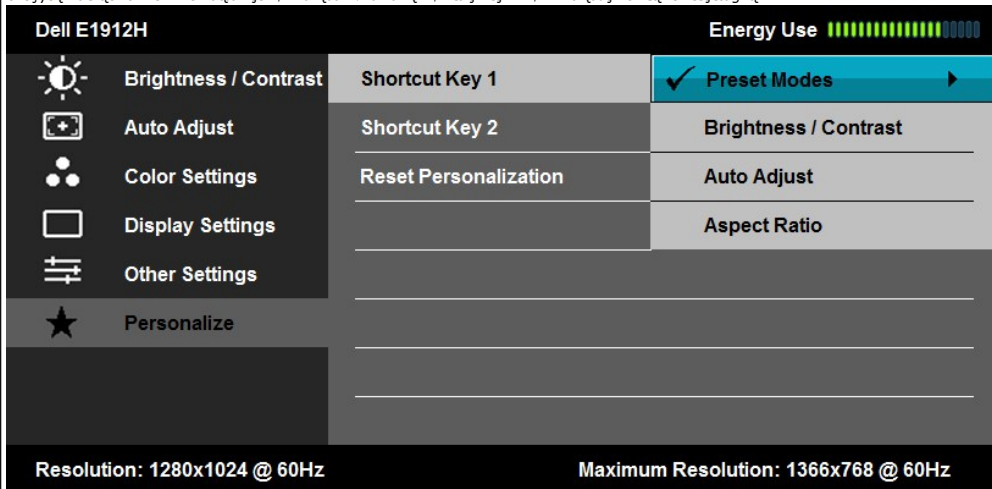 Dell E1912H Energy Use
Brightness / Contrast Shortcut Key 1 Preset Modes
Auto Adjust Shortcut Key 2 Brightness / Contrast
Color Settings Reset Personalization Auto Adjust
Display Settings Aspect Ratio
Other Settings
Personalize
Resolution: 1280x1024 @ 60Hz Maximum Resolution: 1366x768 @ 60Hz